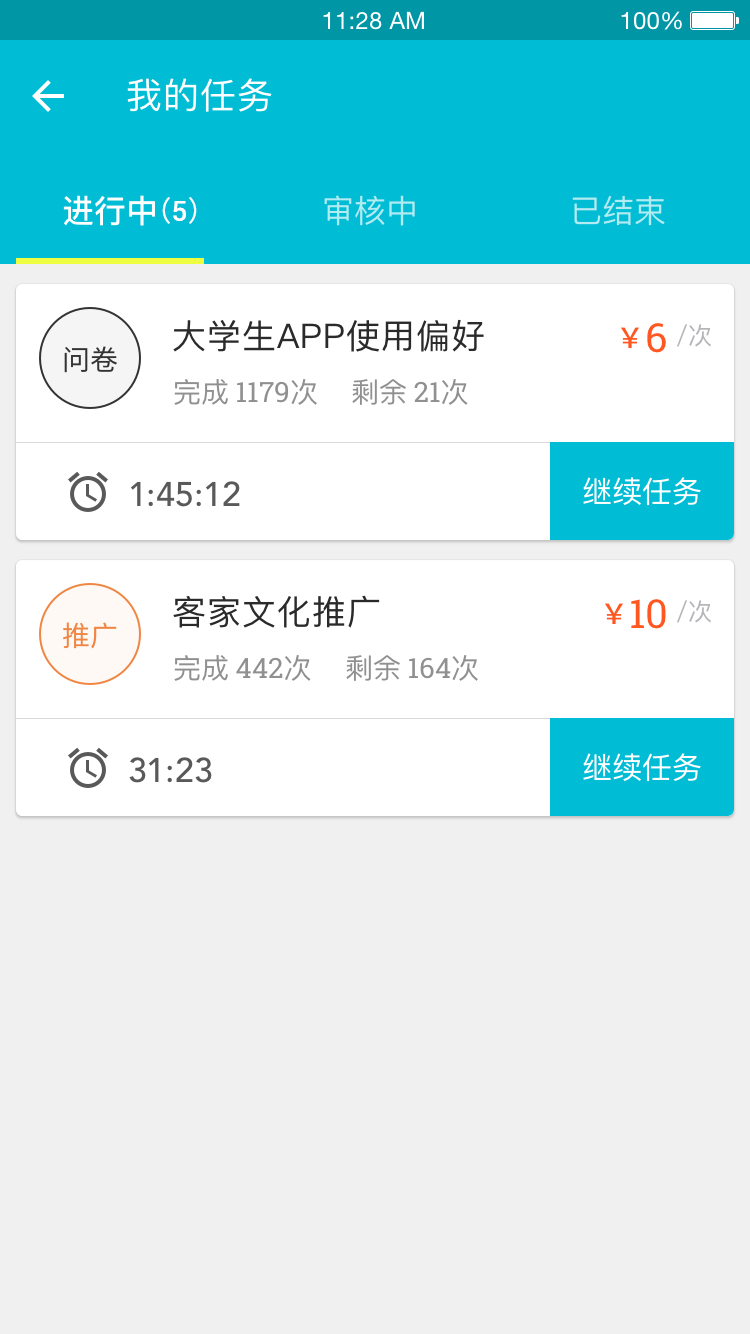 11:28 AM 100%
我的任务
进行中(5) 审核中 已结束
问卷 大学生APP使用偏好 ¥6 /次
完成 1179次 剩余 21次
1:45:12 继续任务
推广 客家文化推广 ¥10 /次
完成 442次 剩余 164次
31:23 继续任务